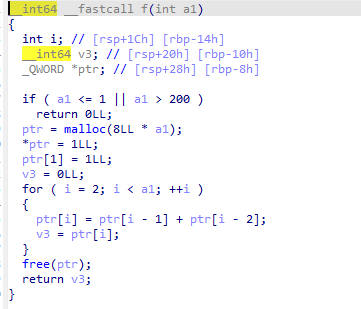 __int64 __fastcall f(int a1)
{
int i; // [rsp+1Ch] [rbp-14h]
__int64 v3; // [rsp+20h] [rbp-10h]
_QWORD *ptr; // [rsp+28h] [rbp-8h]
if ( a1 <= 1 || a1 > 200 )
return 0LL;
ptr = malloc(8LL * a1);
*ptr = 1LL;
ptr[1] = 1LL;
v3 = 0LL;
for ( i = 2; i < a1; ++i )
{
ptr[i] = ptr[i - 1] + ptr[i - 2];
v3 = ptr[i];
}
free(ptr);
return v3;
}